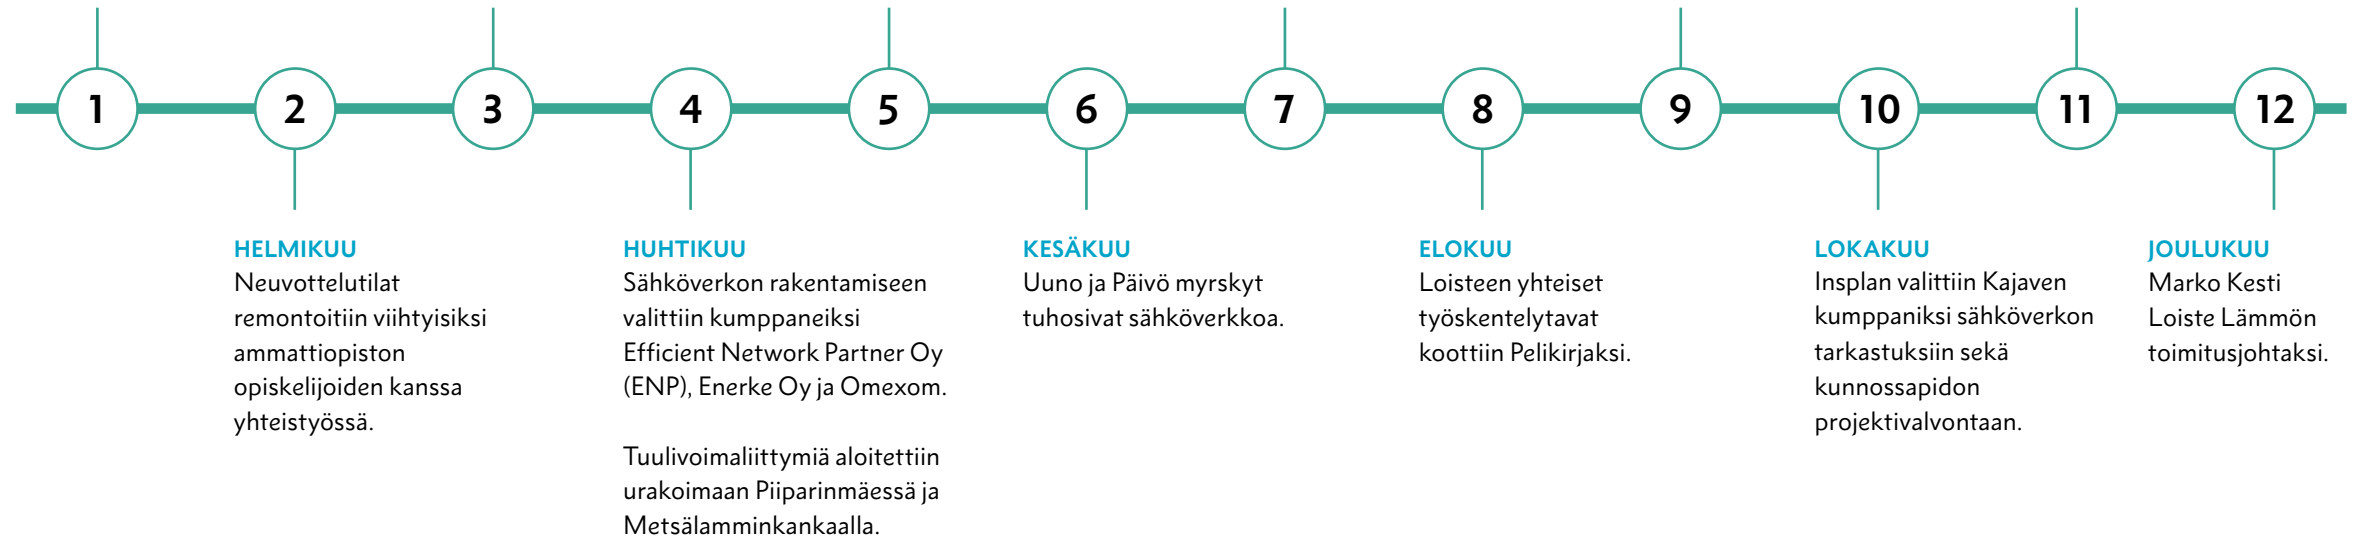 1
2
3
4
5
6
7
8
9
10
11
12
HELMIKUU
Neuvottelutilat
remontoitiin viihtyisiksi
ammattiopiston
opiskelijoiden kanssa
yhteistyössä.
HUHTIKUU
Sähköverkon rakentamiseen
valittiin kumppaneiksi
Efficient Network Partner Oy
(ENP), Enerke Oy ja Omexom.
Tuulivoimaliittymiä aloitettiin
urakoimaan Piiparinmäessä ja
Metsälamminkankaalla.
KESÄKUU
Uuno ja Päivö myrskyt
tuhosivat sähköverkkoa.
ELOKUU
Loisteen yhteiset
työskentelytavat
koottiin Pelikirjaksi.
LOKAKUU
Insplan valittiin Kajaven
kumppaniksi sähköverkon
tarkastuksiin sekä
kunnossapidon
projektivalvontaan.
JOULUKUU
Marko Kesti
Loiste Lämmön
toimitusjohtaksi.